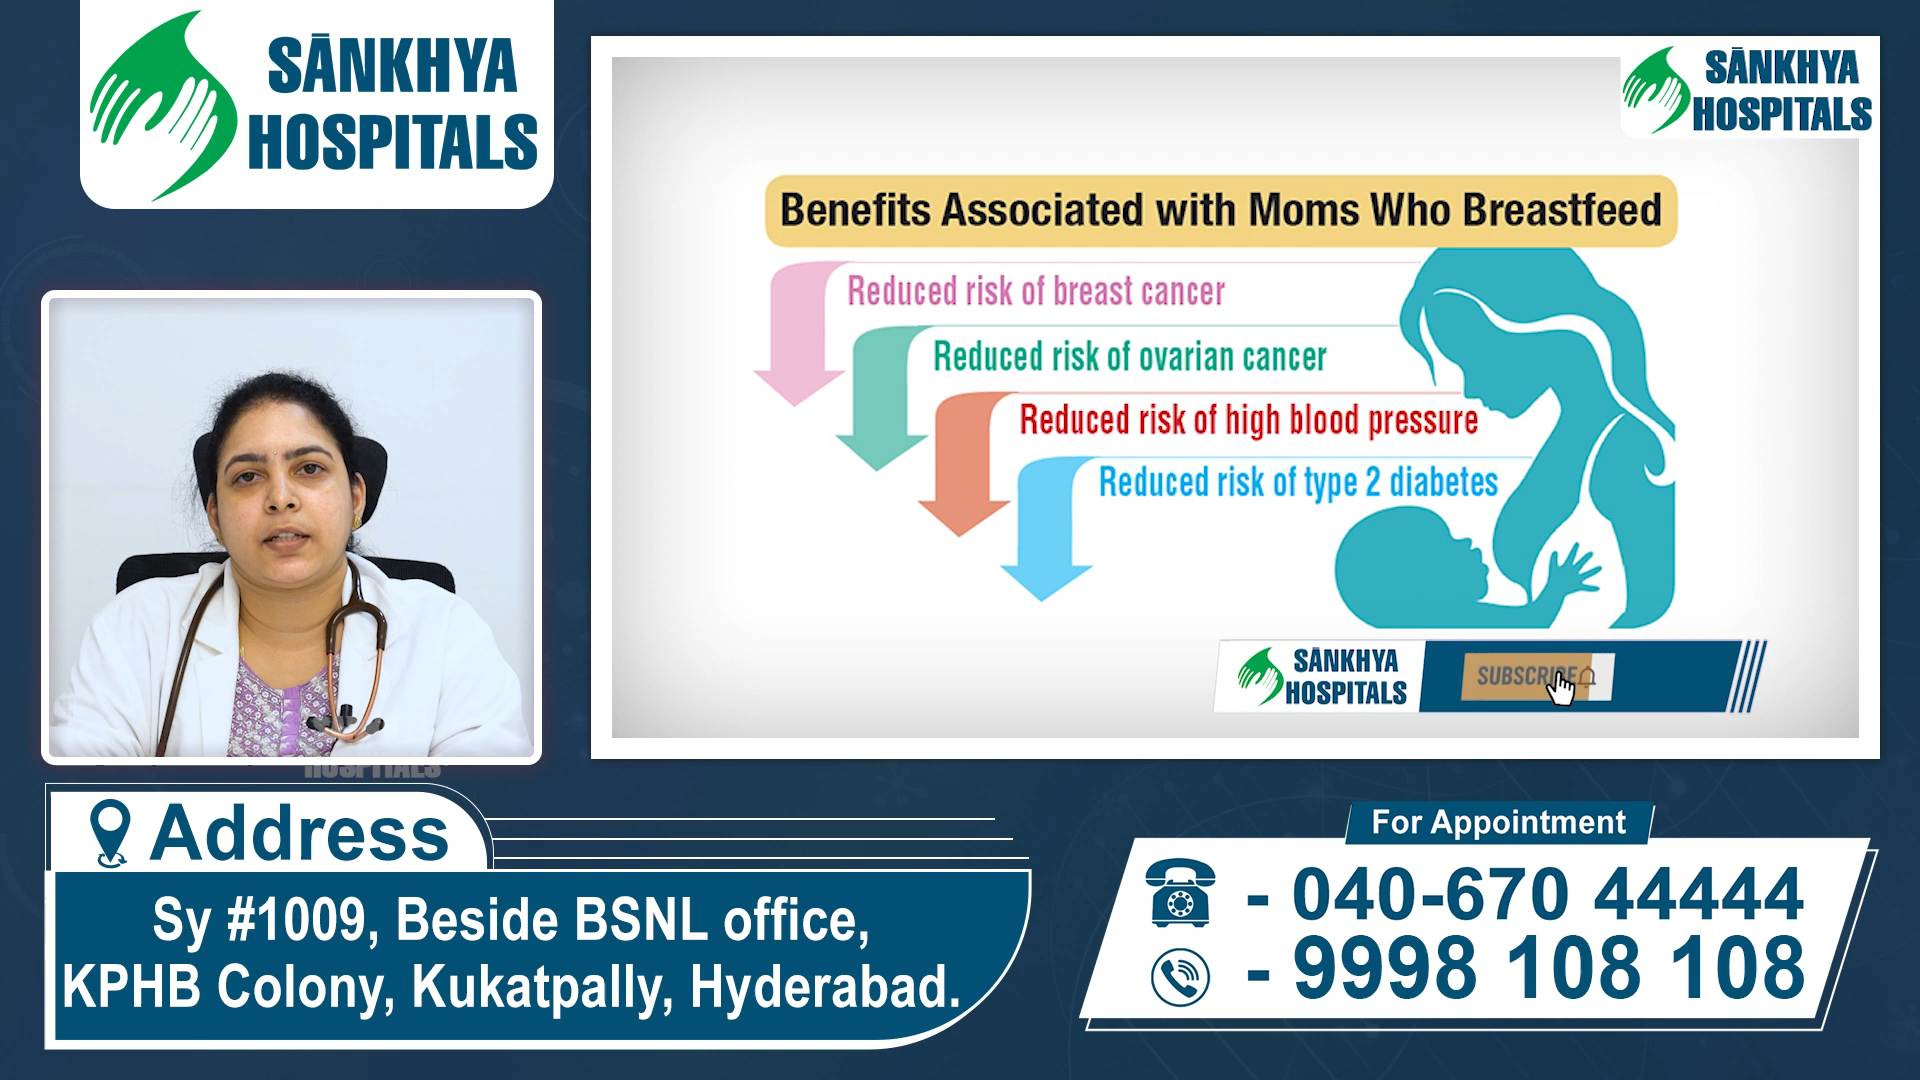 SĀNKHYA
HOSPITALS
SĀNKHYA
HOSPITALS
Benefits Associated with Moms Who Breastfeed
Reduced risk of breast cancer
Reduced risk of ovarian cancer
Reduced risk of high blood pressure
Reduced risk of type 2 diabetes
SĀNKHYA
HOSPITALS
SUBSCRIBE
HOSPITALS
Address
Sy #1009, Beside BSNL office,
KPHB Colony, Kukatpally, Hyderabad.
For Appointment
- 040-670 44444
- 9998 108 108